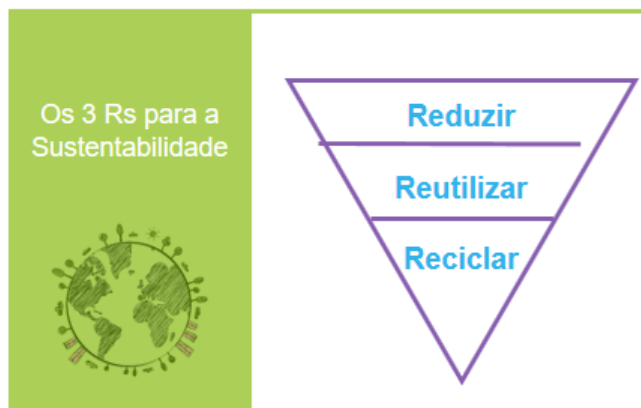 Os 3 Rs para a
Sustentabilidade
Reduzir
Reutilizar
Reciclar